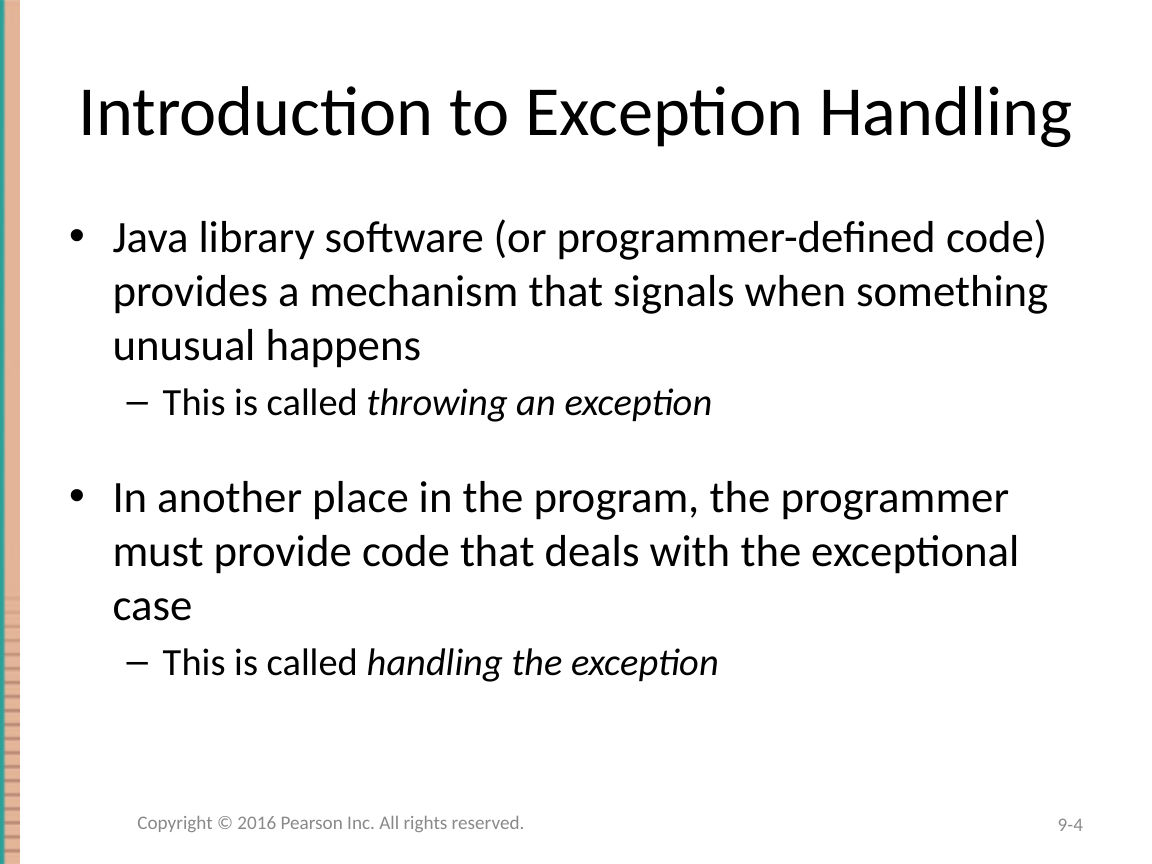 Introduction to Exception Handling
• Java library software (or programmer-defined code)
provides a mechanism that signals when something
unusual happens
– This is called throwing an exception
• In another place in the program, the programmer
must provide code that deals with the exceptional
case
– This is called handling the exception
Copyright © 2016 Pearson Inc. All rights reserved.
9-4